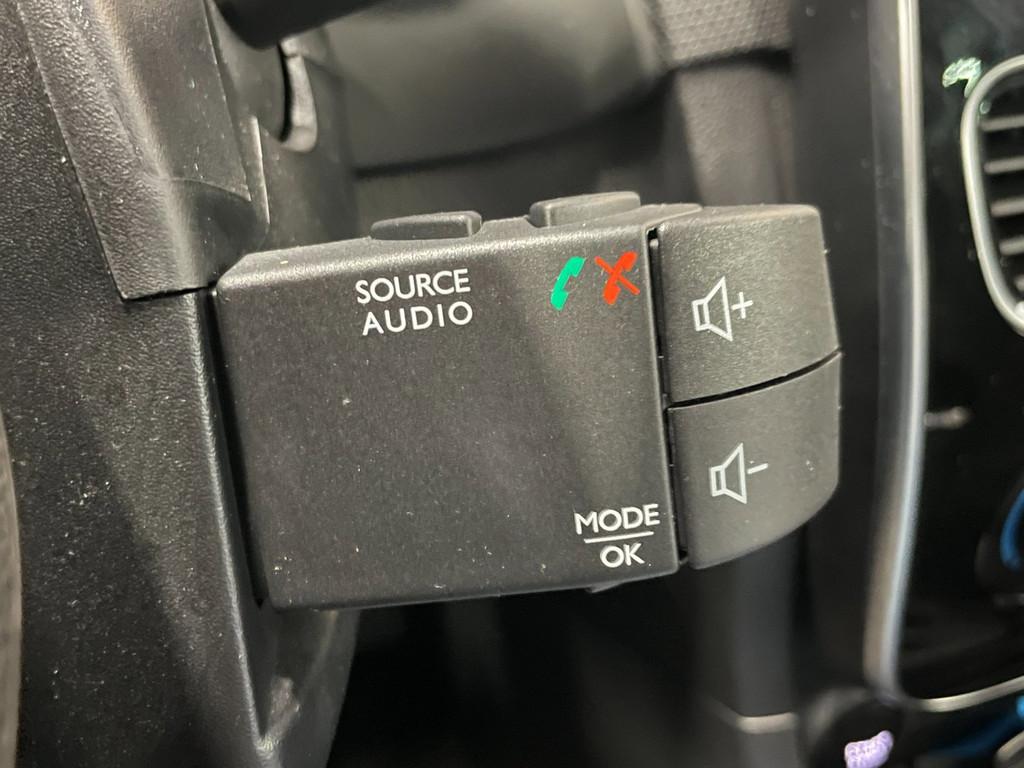 SOURCE
AUDIO
+
-
MODE
OK